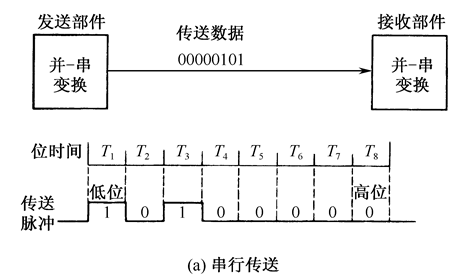 发送部件 传送数据 接收部件
00000101
并-串 并-串
变换 变换
位时间 T1 T2 T3 T4 T5 T6 T7 T8
低位 高位
传送
脉冲 1 0 1 0 0 0 0 0
(a) 串行传送